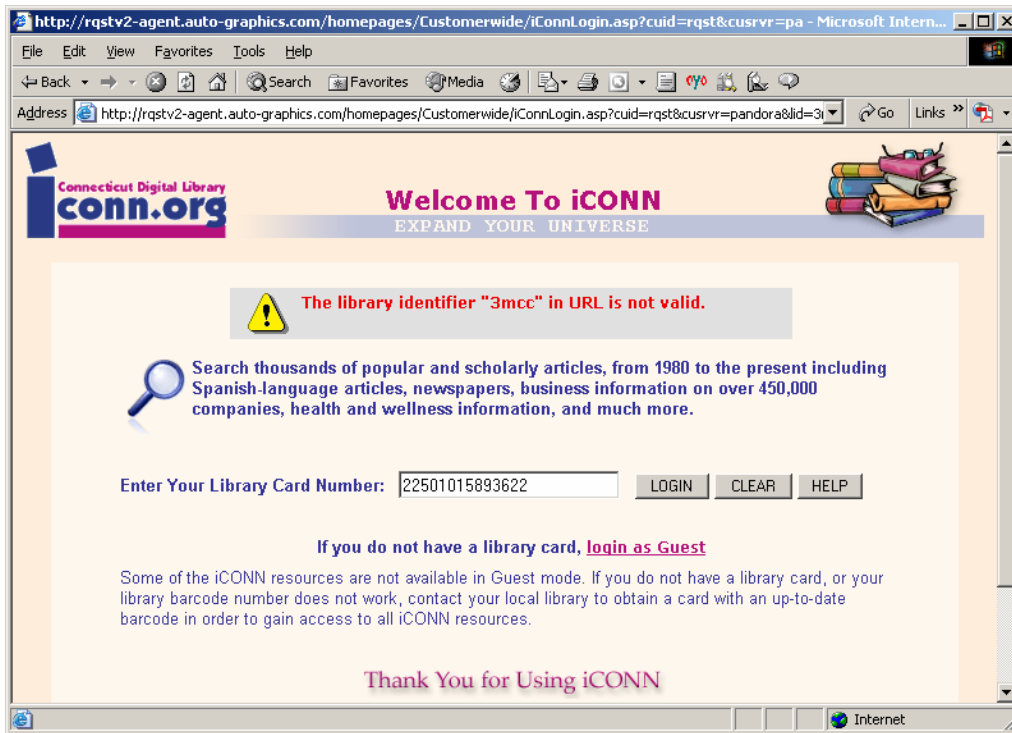 http://rqstv2-agent.auto-graphics.com/homepages/Customerwide/iConnLogin.asp?cuid=rqst&cusrvr=pa - Microsoft Intern...
File Edit View Favorites Tools Help
Back Search Favorites Media
Address http://rqstv2-agent.auto-graphics.com/homepages/Customerwide/iConnLogin.asp?cuid=rqst&cusrvr=pandora&lid=3 Go Links »
Connecticut Digital Library
iconn.org
Welcome To iCONN
EXPAND YOUR UNIVERSE
The library identifier "3mcc" in URL is not valid.
Search thousands of popular and scholarly articles, from 1980 to the present including
Spanish-language articles, newspapers, business information on over 450,000
companies, health and wellness information, and much more.
Enter Your Library Card Number: 22501015893622 LOGIN CLEAR HELP
If you do not have a library card, login as Guest
Some of the iCONN resources are not available in Guest mode. If you do not have a library card, or your
library barcode number does not work, contact your local library to obtain a card with an up-to-date
barcode in order to gain access to all iCONN resources.
Thank You for Using iCONN
Internet